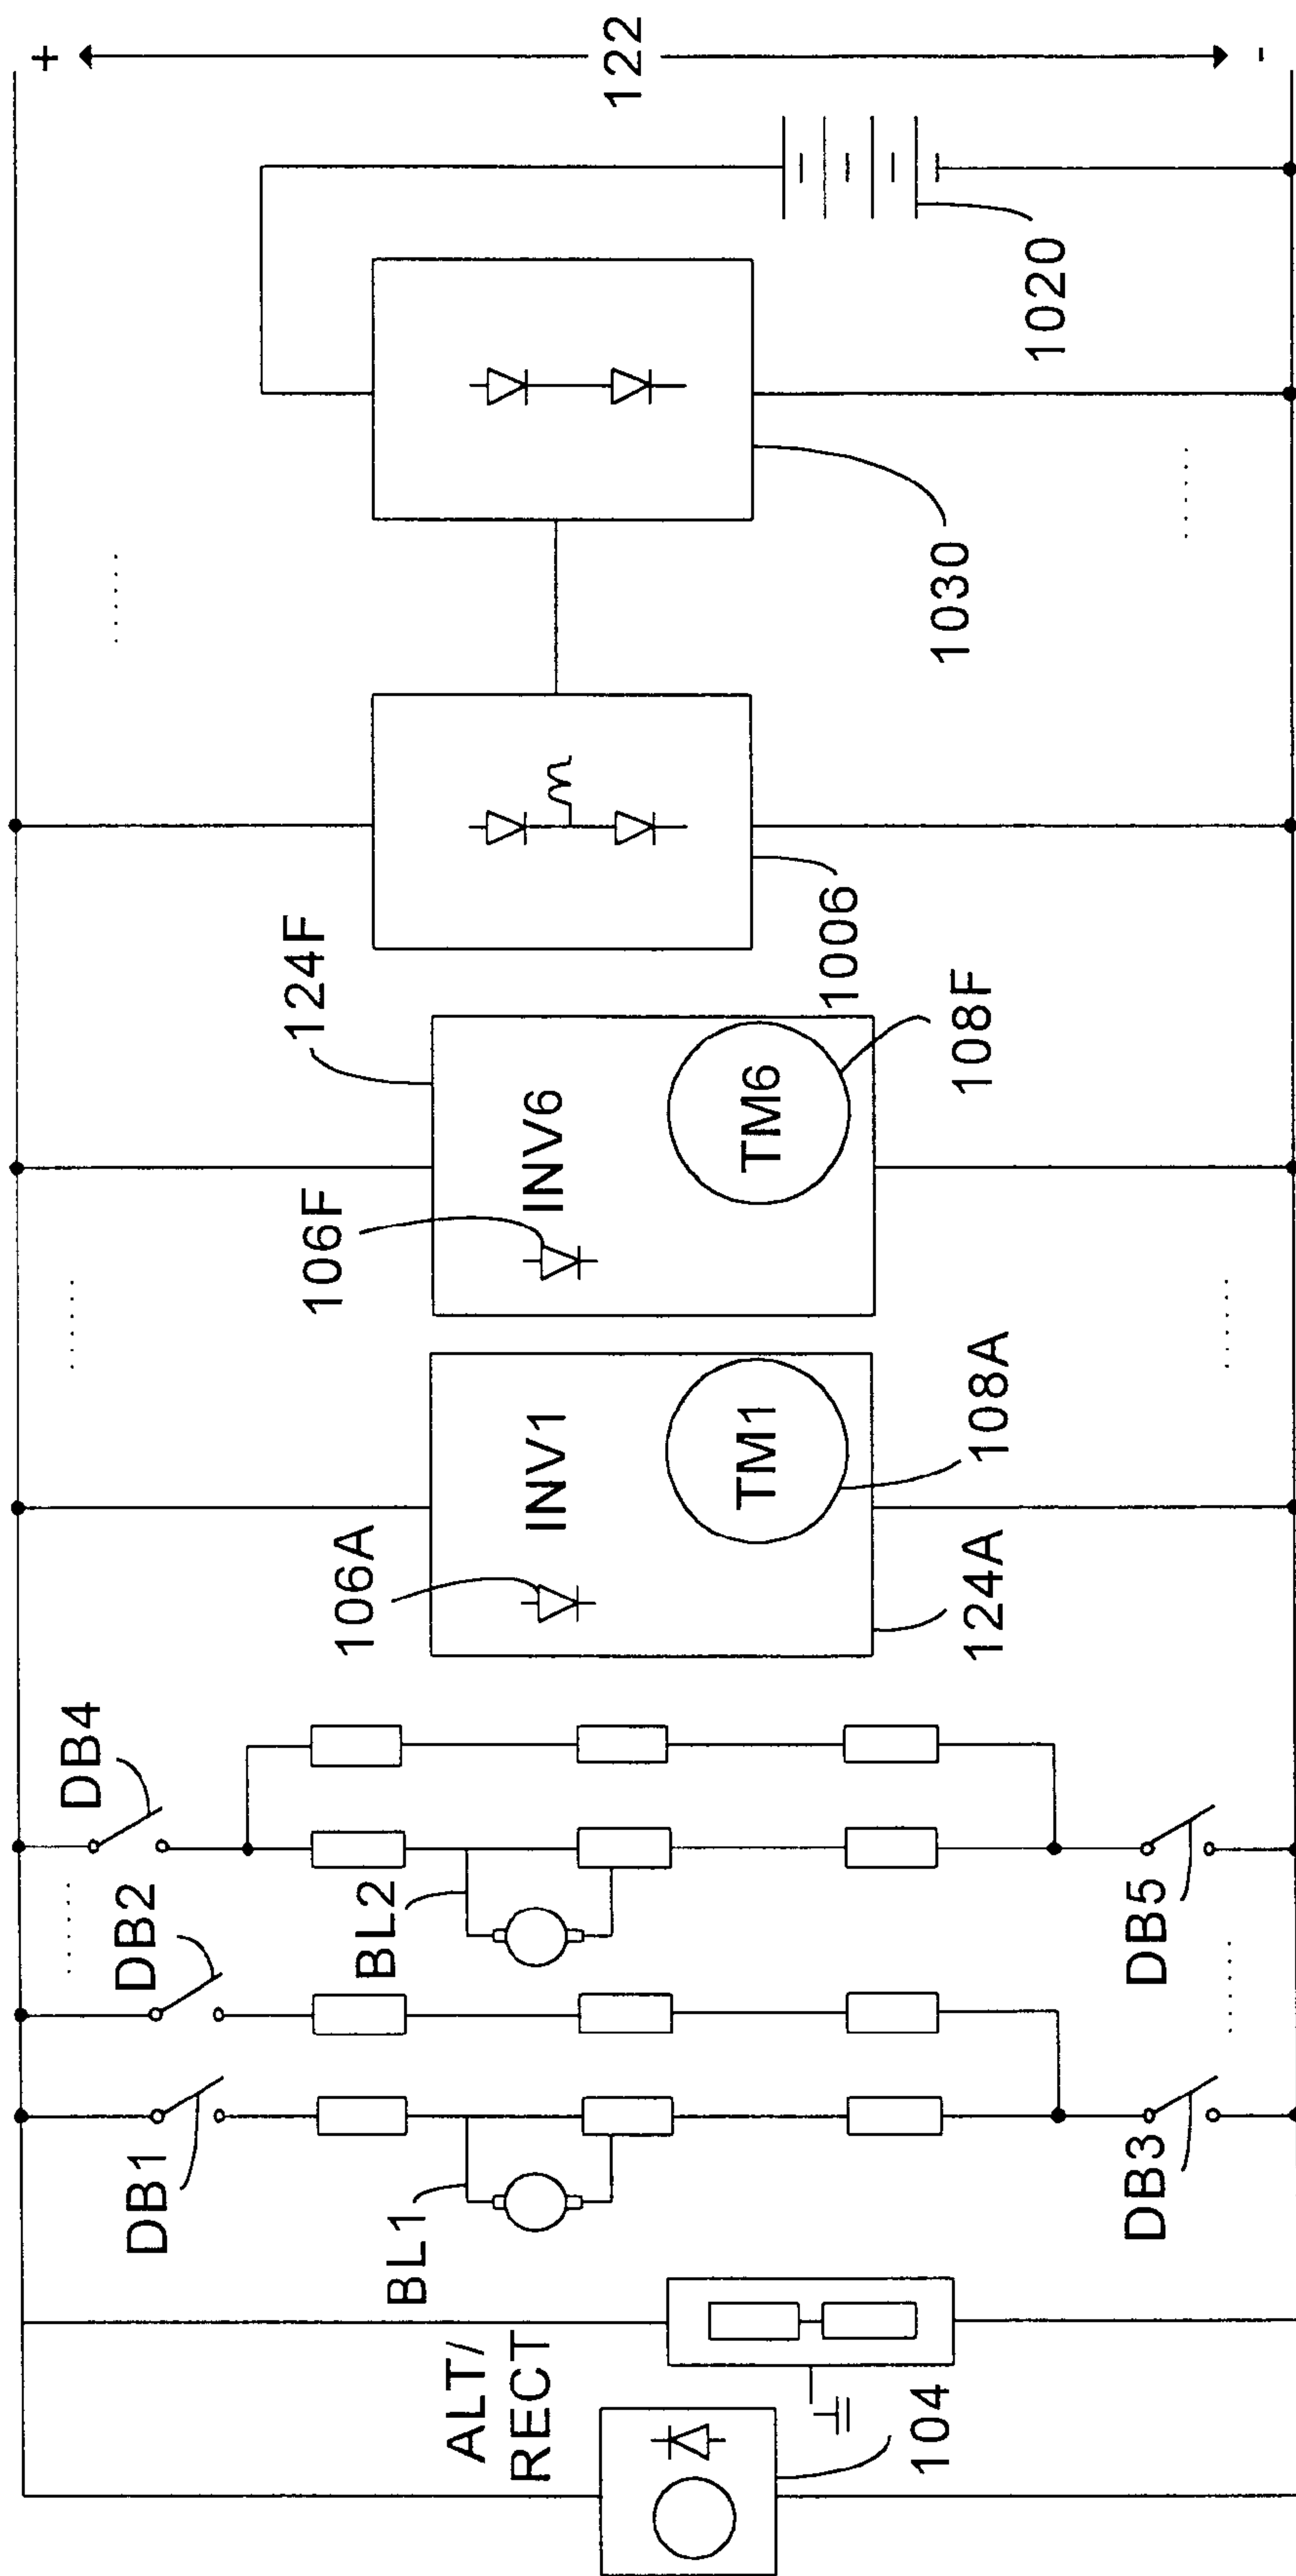 ALT/
RECT
104
BL1
DB1
DB3
DB2
BL2
DB4
DB5
106A
INV1
TM1
108A
124A
106F
124F
INV6
TM6
108F
1006
1030
1020
+
122
-